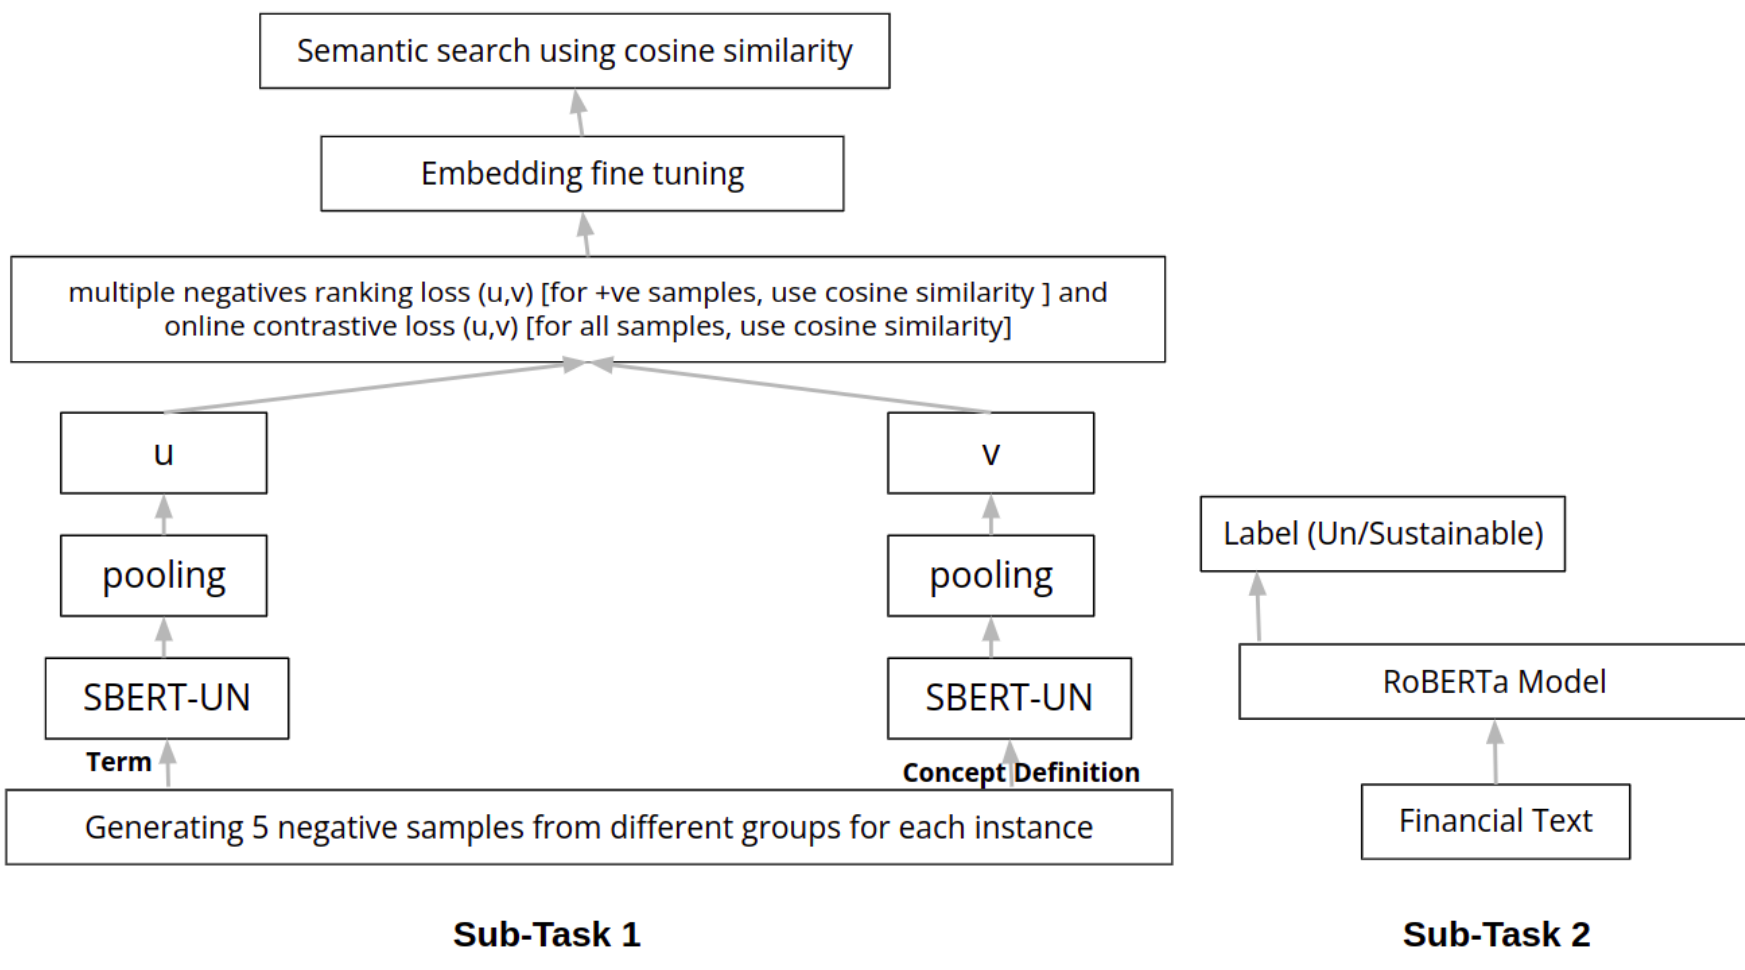 Semantic search using cosine similarity
Embedding fine tuning
multiple negatives ranking loss (u,v) [for +ve samples, use cosine similarity ] and
online contrastive loss (u,v) [for all samples, use cosine similarity]
u
v
pooling
pooling
SBERT-UN
SBERT-UN
Term
Concept Definition
Generating 5 negative samples from different groups for each instance
Sub-Task 1
Label (Un/Sustainable)
RoBERTa Model
Financial Text
Sub-Task 2